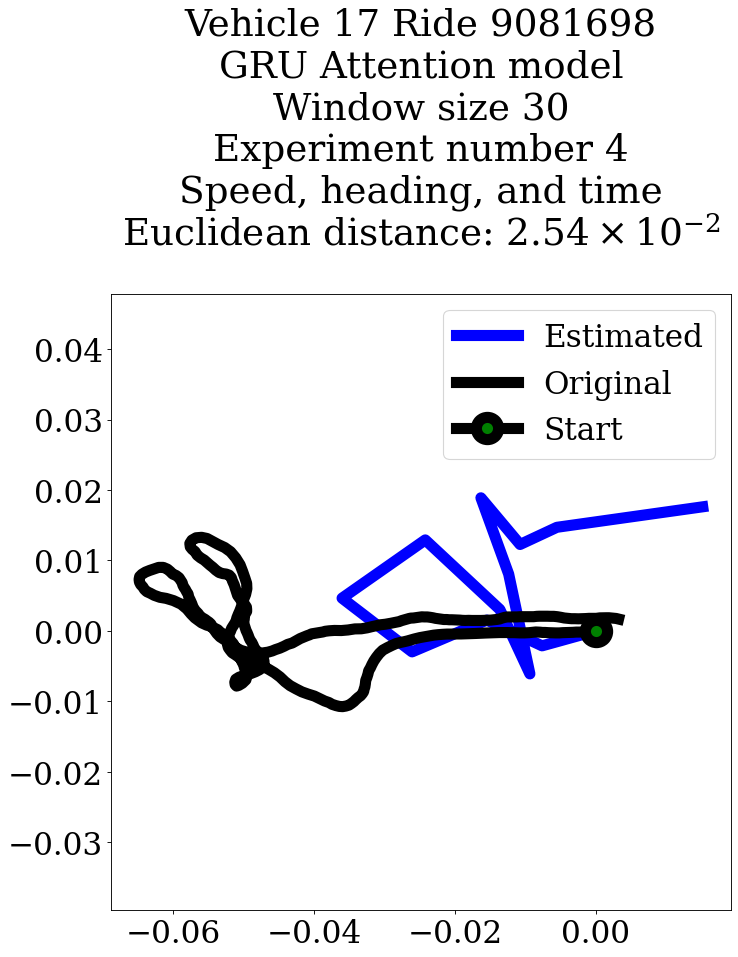 Vehicle 17 Ride 9081698
GRU Attention model
Window size 30
Experiment number 4
Speed, heading, and time
Euclidean distance: 2.54 × 10⁻²
Estimated
Original
Start
0.04
0.03
0.02
0.01
0.00
−0.01
−0.02
−0.03
−0.06
−0.04
−0.02
0.00